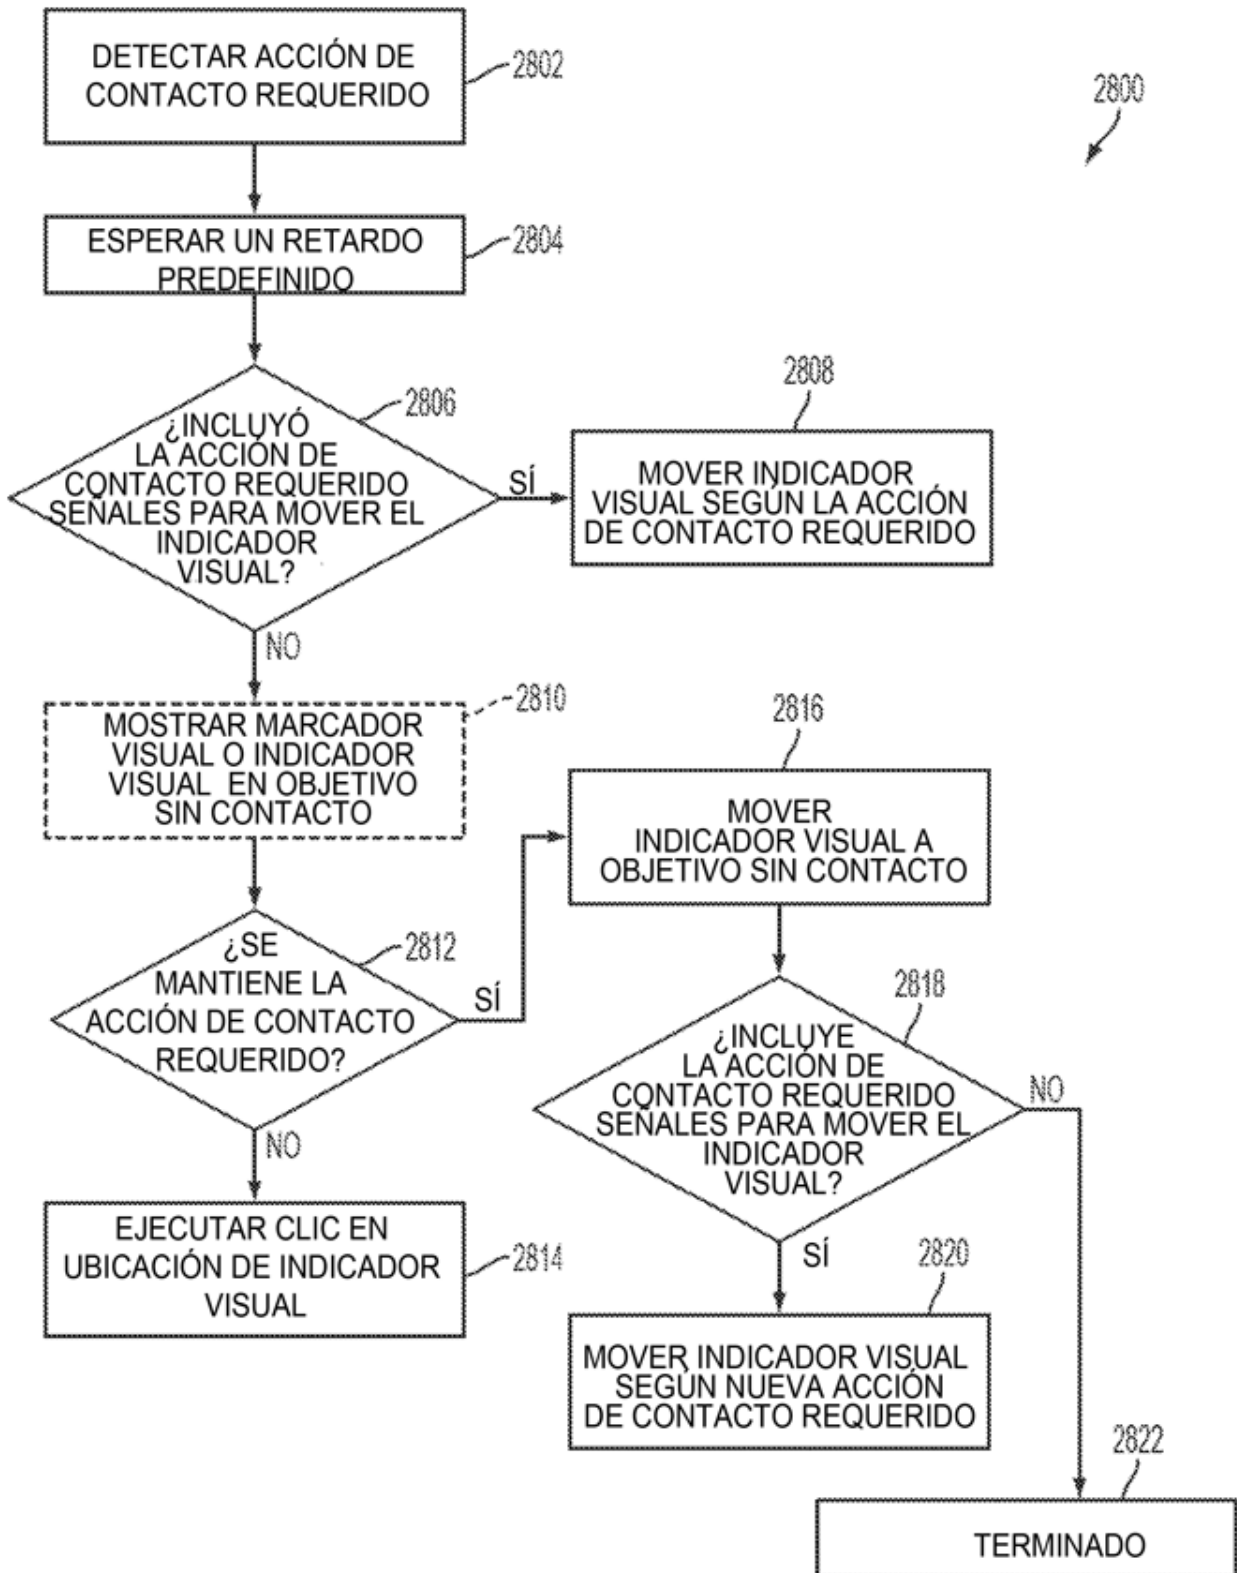 DETECTAR ACCIÓN DE
CONTACTO REQUERIDO
2802
2800
ESPERAR UN RETARDO
PREDEFINIDO
2804
¿INCLUYÓ
LA ACCIÓN DE
CONTACTO REQUERIDO
SEÑALES PARA MOVER EL
INDICADOR
VISUAL?
2806
SÍ
2808
MOVER INDICADOR
VISUAL SEGÚN LA ACCIÓN
DE CONTACTO REQUERIDO
NO
MOSTRAR MARCADOR
VISUAL O INDICADOR
VISUAL EN OBJETIVO
SIN CONTACTO
2810
¿SE
MANTIENE LA
ACCIÓN DE CONTACTO
REQUERIDO?
2812
SÍ
NO
EJECUTAR CLIC EN
UBICACIÓN DE INDICADOR
VISUAL
2814
2816
MOVER
INDICADOR VISUAL A
OBJETIVO SIN CONTACTO
2818
¿INCLUYE
LA ACCIÓN DE
CONTACTO REQUERIDO
SEÑALES PARA MOVER EL
INDICADOR
VISUAL?
NO
SÍ
2820
MOVER INDICADOR VISUAL
SEGÚN NUEVA ACCIÓN
DE CONTACTO REQUERIDO
2822
TERMINADO